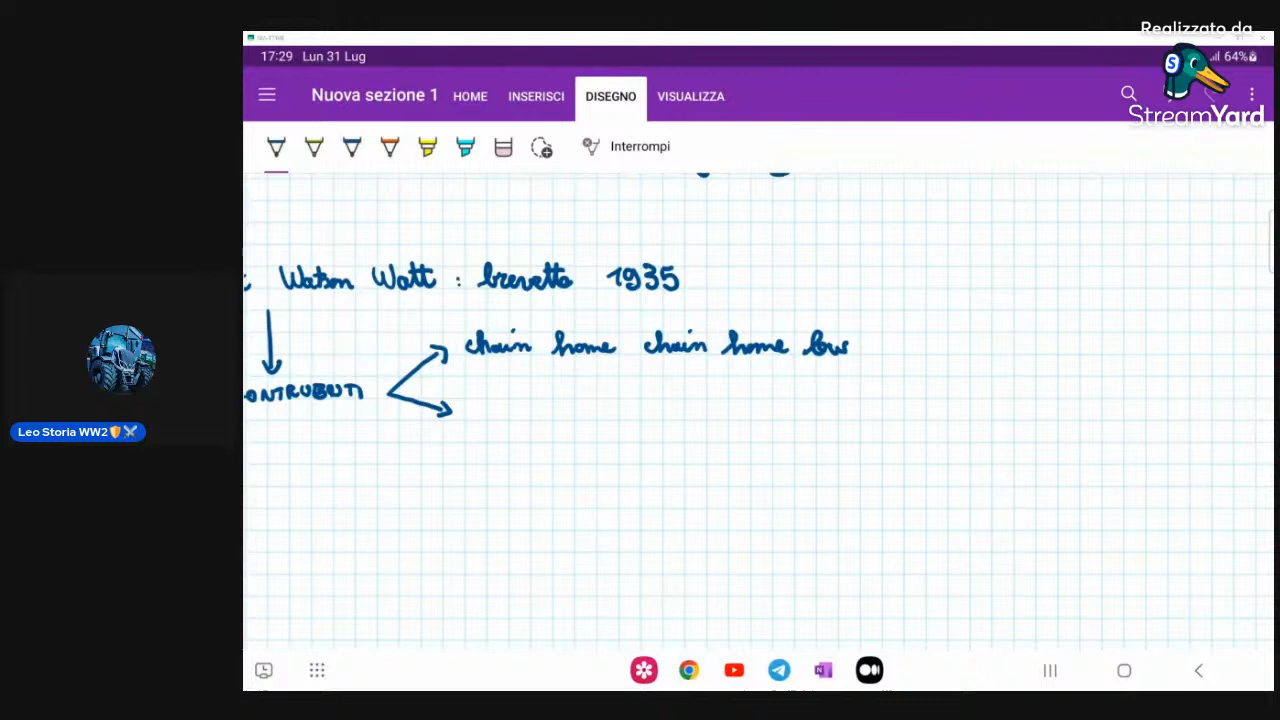 Realizzato da
StreamYard
17:29 Lun 31 Lug
64%
Nuova sezione 1 HOME INSERISCI DISEGNO VISUALIZZA
Interrompi
Watson Watt : brevetto 1935
chain home chain home low
ONTRUBUTI
Leo Storia WW2